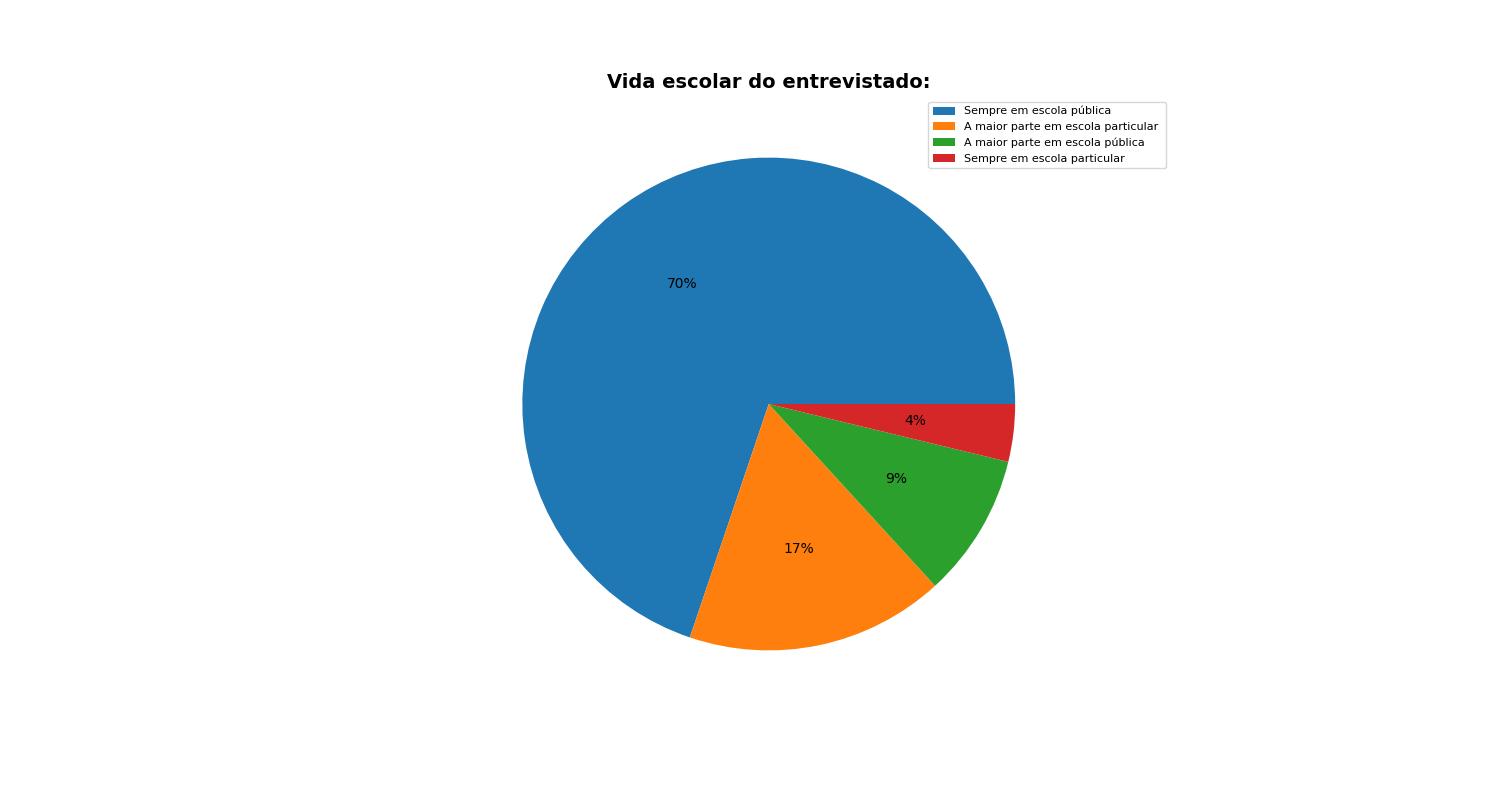 Vida escolar do entrevistado:
Sempre em escola pública
A maior parte em escola particular
A maior parte em escola pública
Sempre em escola particular
70%
4%
9%
17%